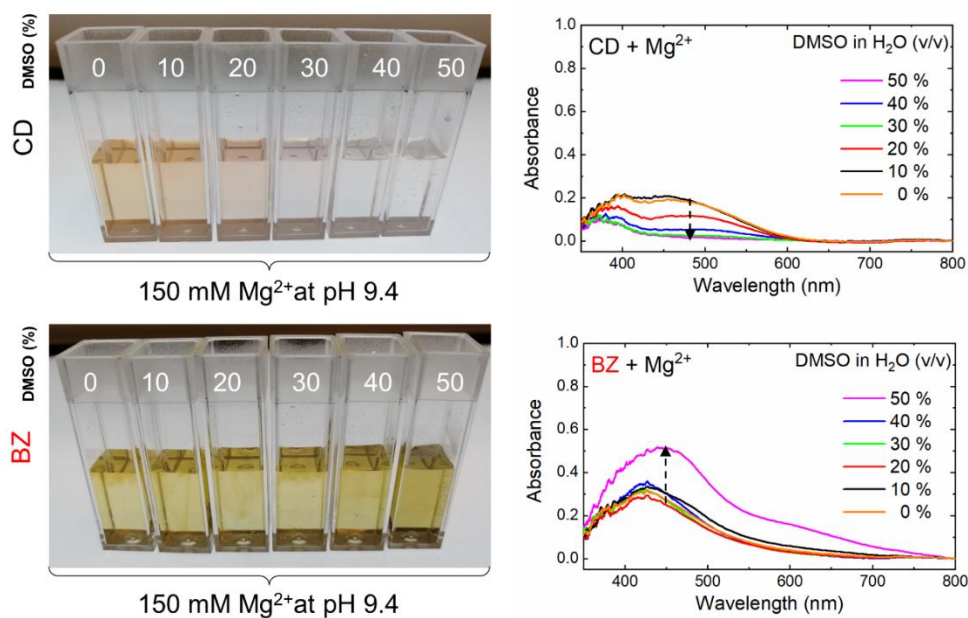 DMSO (%)
0 10 20 30 40 50
CD
150 mM Mg²⁺at pH 9.4
CD + Mg²⁺
DMSO in H₂O (v/v)
50 %
40 %
30 %
20 %
10 %
0 %
Absorbance
1.0
0.8
0.6
0.4
0.2
0.0
400 500 600 700 800
Wavelength (nm)
DMSO (%)
0 10 20 30 40 50
BZ
150 mM Mg²⁺at pH 9.4
BZ + Mg²⁺
DMSO in H₂O (v/v)
50 %
40 %
30 %
20 %
10 %
0 %
Absorbance
1.0
0.8
0.6
0.4
0.2
0.0
400 500 600 700 800
Wavelength (nm)